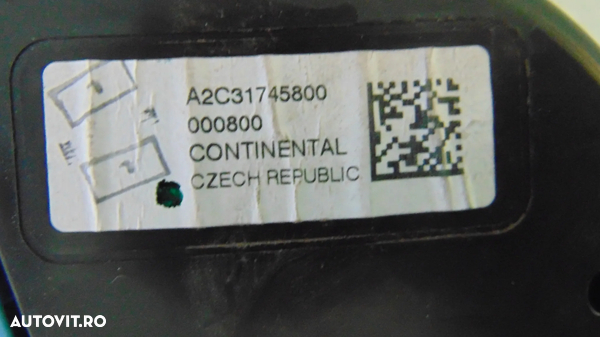 A2C31745800
000800
CONTINENTAL
CZECH REPUBLIC
AUTOVIT.RO